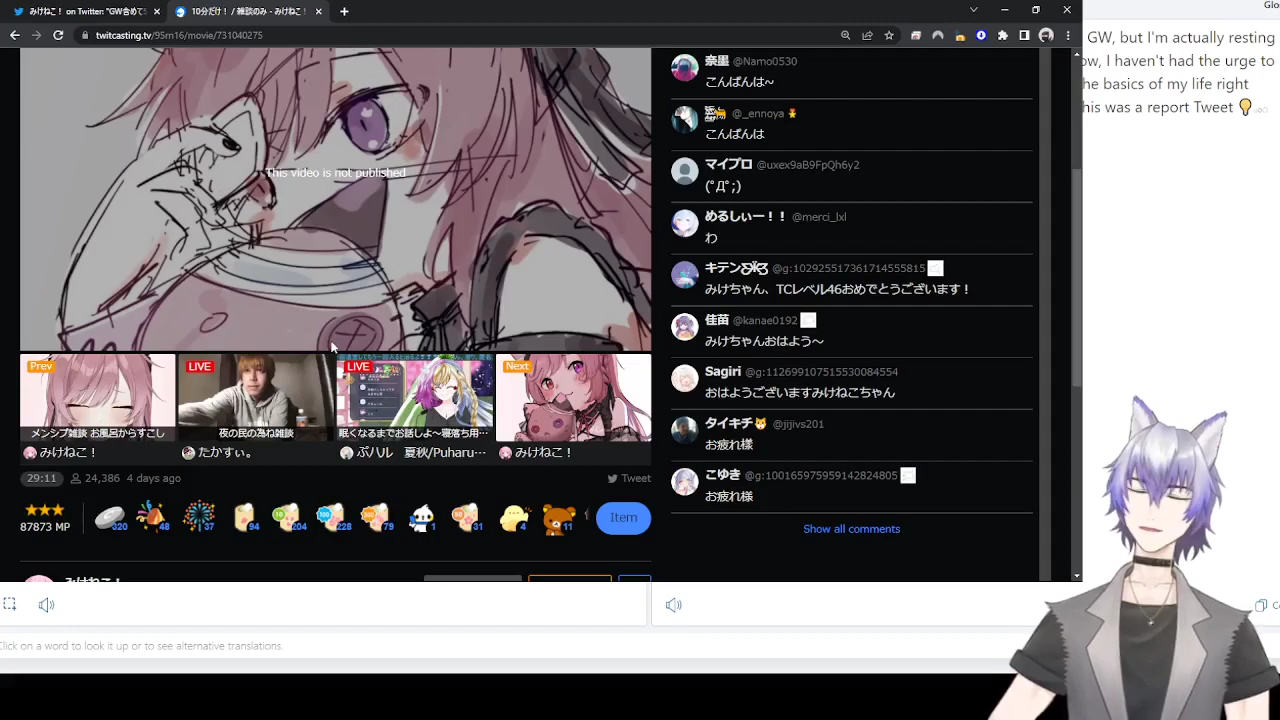 みけねこ！ on Twitter: "GW含めて5
10分だけ！ / 雑談のみ - みけねこ！
twitcasting.tv/95rn16/movie/731040275
Glos
GW, but I'm actually resting
ow, I haven't had the urge to
he basics of my life right
his was a report Tweet
This video is not published
奈墨 @Namo0530
こんばんは~
@_ennoya
こんばんは
マイプロ @uxex9aB9FpQh6y2
(ﾟДﾟ;)
めるしぃー！！ @merci_lxl
わ
@g:102925517361714555815
みけちゃん、TCレベル46おめでとうございます！
佳苗 @kanae0192
みけちゃんおはよう～
Sagiri @g:112699107515530084554
おはようございますみけねこちゃん
タイキチ @jijivs201
お疲れ様
こゆき @g:100165975959142824805
お疲れ様
Show all comments
Prev
メンシプ雑談 お風呂からすこし
みけねこ！
LIVE
夜の民の為ね雑談
たかすぃ。
LIVE
眠くなるまでお話しよ～寝落ち用…
ぷハレ 夏秋/Puharu…
Next
みけねこ！
29:11 24,386 4 days ago
Tweet
87873 MP
320
48
37
94
204
228
79
1
31
4
11
Item
みけねこ！
Click on a word to look it up or to see alternative translations.